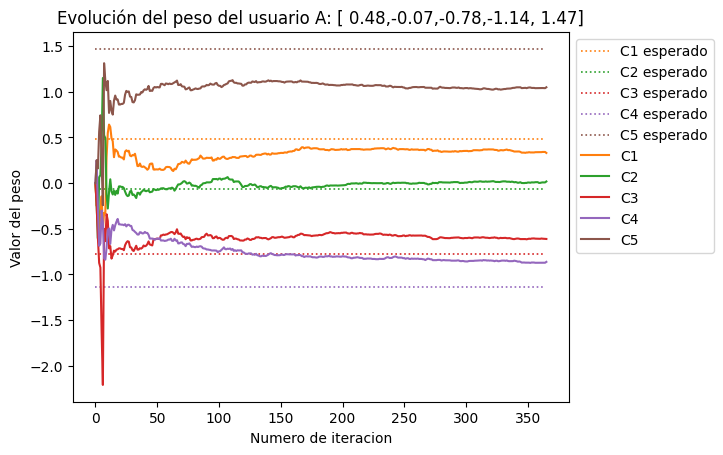 Evolución del peso del usuario A: [ 0.48,-0.07,-0.78,-1.14, 1.47]
Valor del peso
1.5
1.0
0.5
0.0
−0.5
−1.0
−1.5
−2.0
0
50
100
150
200
250
300
350
Numero de iteracion
C1 esperado
C2 esperado
C3 esperado
C4 esperado
C5 esperado
C1
C2
C3
C4
C5